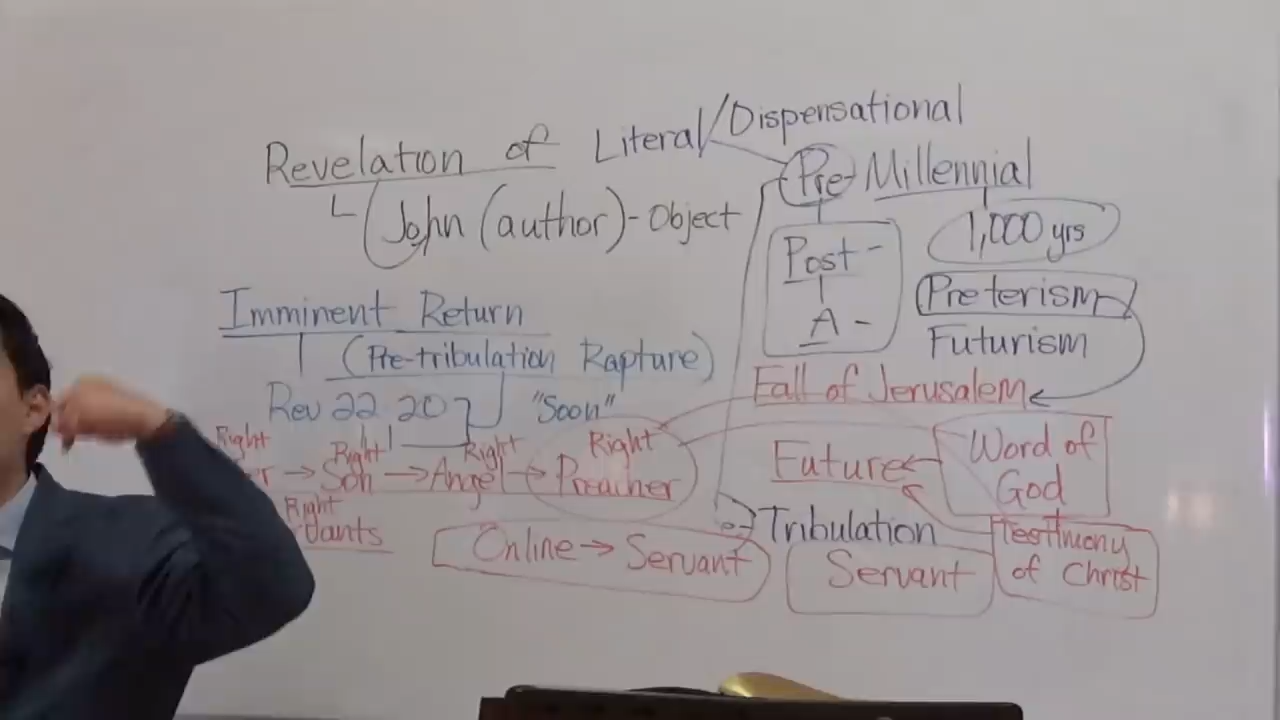 Revelation of Literal/Dispensational
John (author) - Object
Pre-Millennial
1,000 yrs
Post -
A -
Preterism
Futurism
Imminent Return
(Pre-tribulation Rapture)
Rev 22 20 "Soon"
Fall of Jerusalem
Right Right Right Right
→ Son → Angel → Preacher
Right
Future
Word of
God
Online → Servant
Tribulation
Servant
Testimony
of Christ